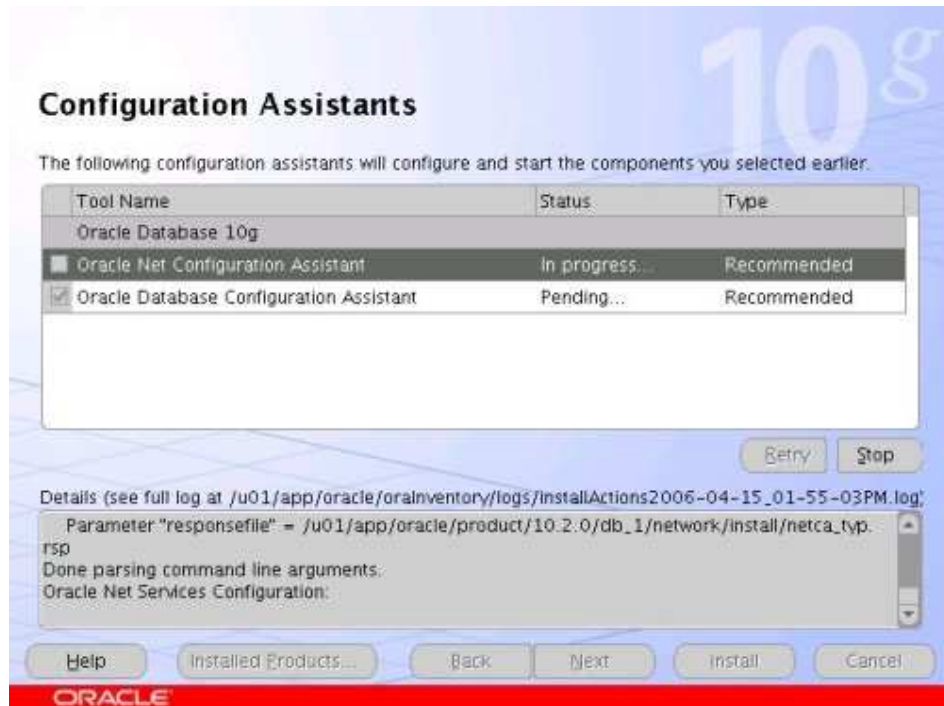 10g
Configuration Assistants
The following configuration assistants will configure and start the components you selected earlier.
Tool Name Status Type
Oracle Database 10g
Oracle Net Configuration Assistant In progress... Recommended
Oracle Database Configuration Assistant Pending... Recommended
Retry Stop
Details (see full log at /u01/app/oracle/oraInventory/logs/installActions2006-04-15_01-55-03PM.log)
Parameter "responsefile" = /u01/app/oracle/product/10.2.0/db_1/network/install/netca_typ.
rsp
Done parsing command line arguments.
Oracle Net Services Configuration:
Help Installed Products... Back Next Install Cancel
ORACLE